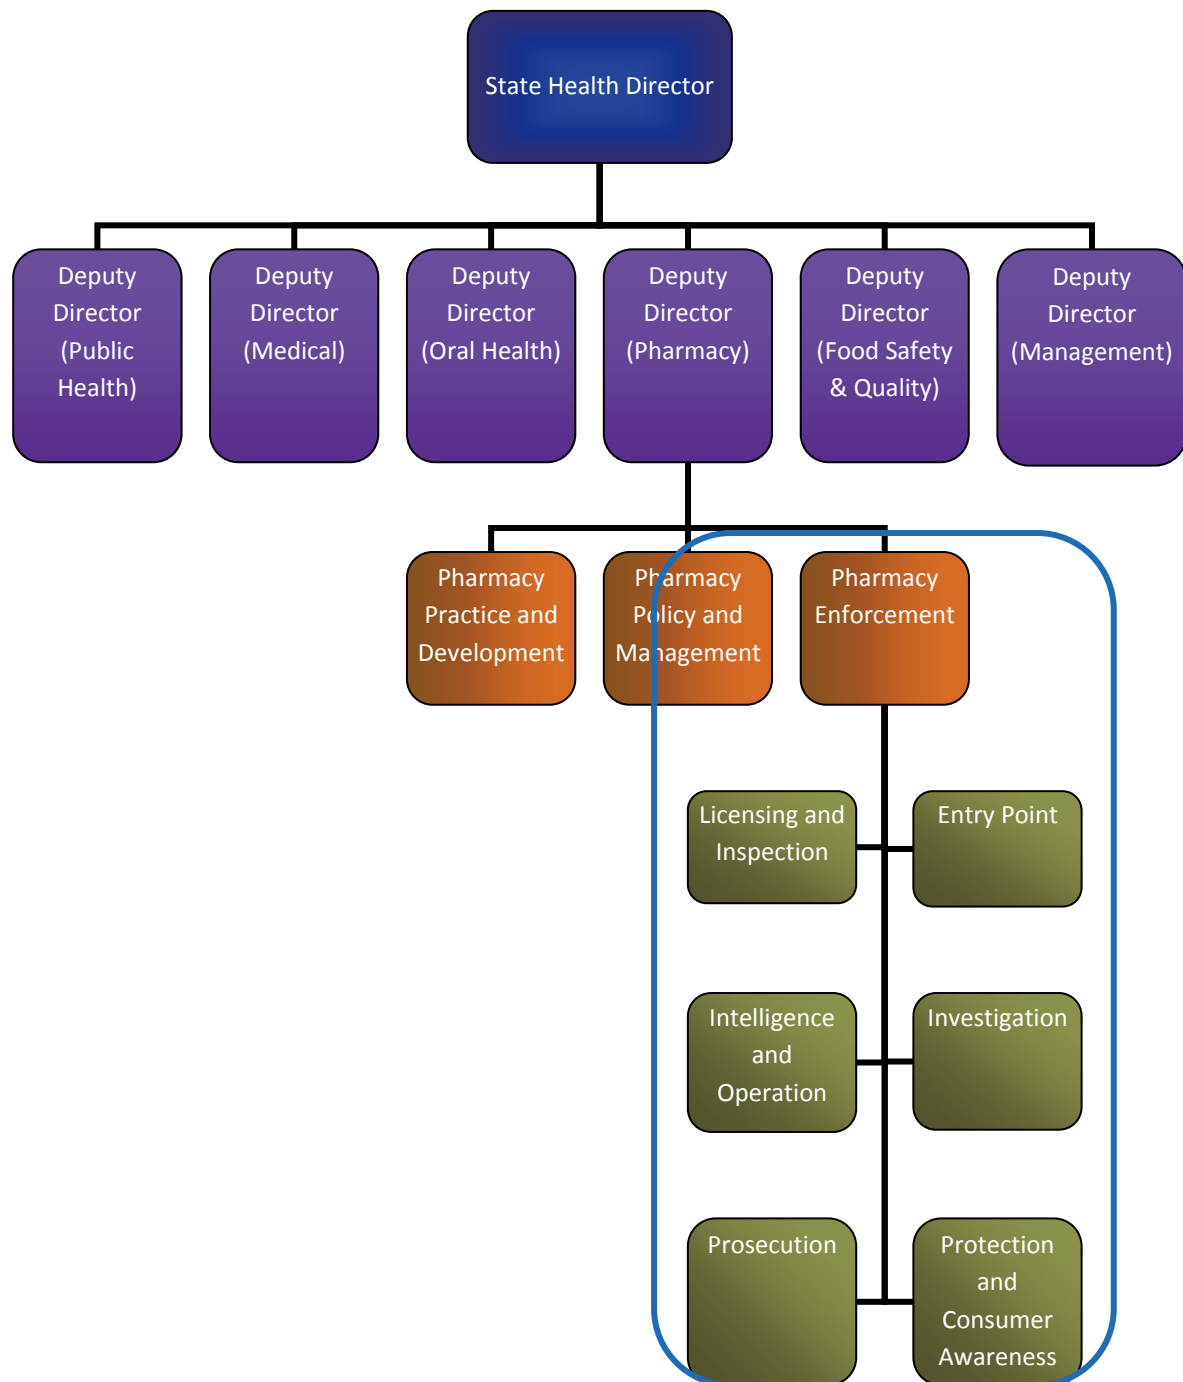 State Health Director
Deputy
Director
(Public
Health)
Deputy
Director
(Medical)
Deputy
Director
(Oral Health)
Deputy
Director
(Pharmacy)
Deputy
Director
(Food Safety
& Quality)
Deputy
Director
(Management)
Pharmacy
Practice and
Development
Pharmacy
Policy and
Management
Pharmacy
Enforcement
Licensing and
Inspection
Entry Point
Intelligence
and
Operation
Investigation
Prosecution
Protection
and
Consumer
Awareness